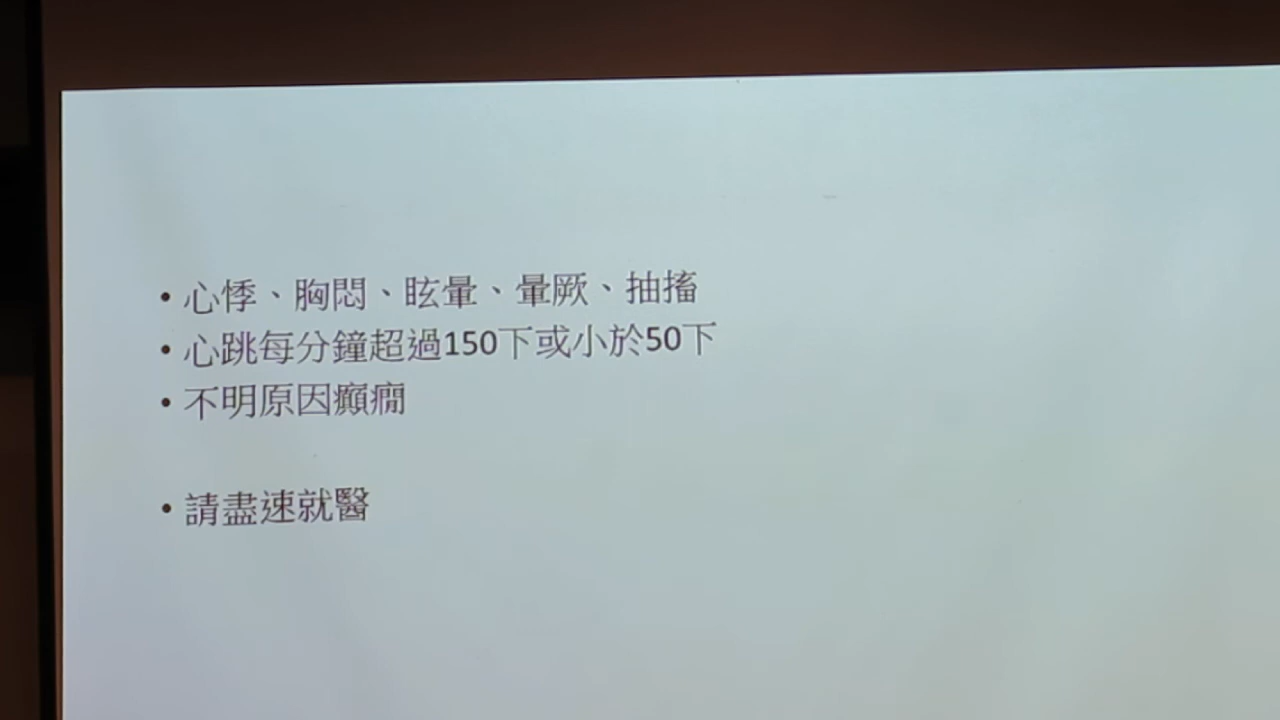 • 心悸、胸悶、眩暈、暈厥、抽搐
• 心跳每分鐘超過150下或小於50下
• 不明原因癲癇
• 請盡速就醫